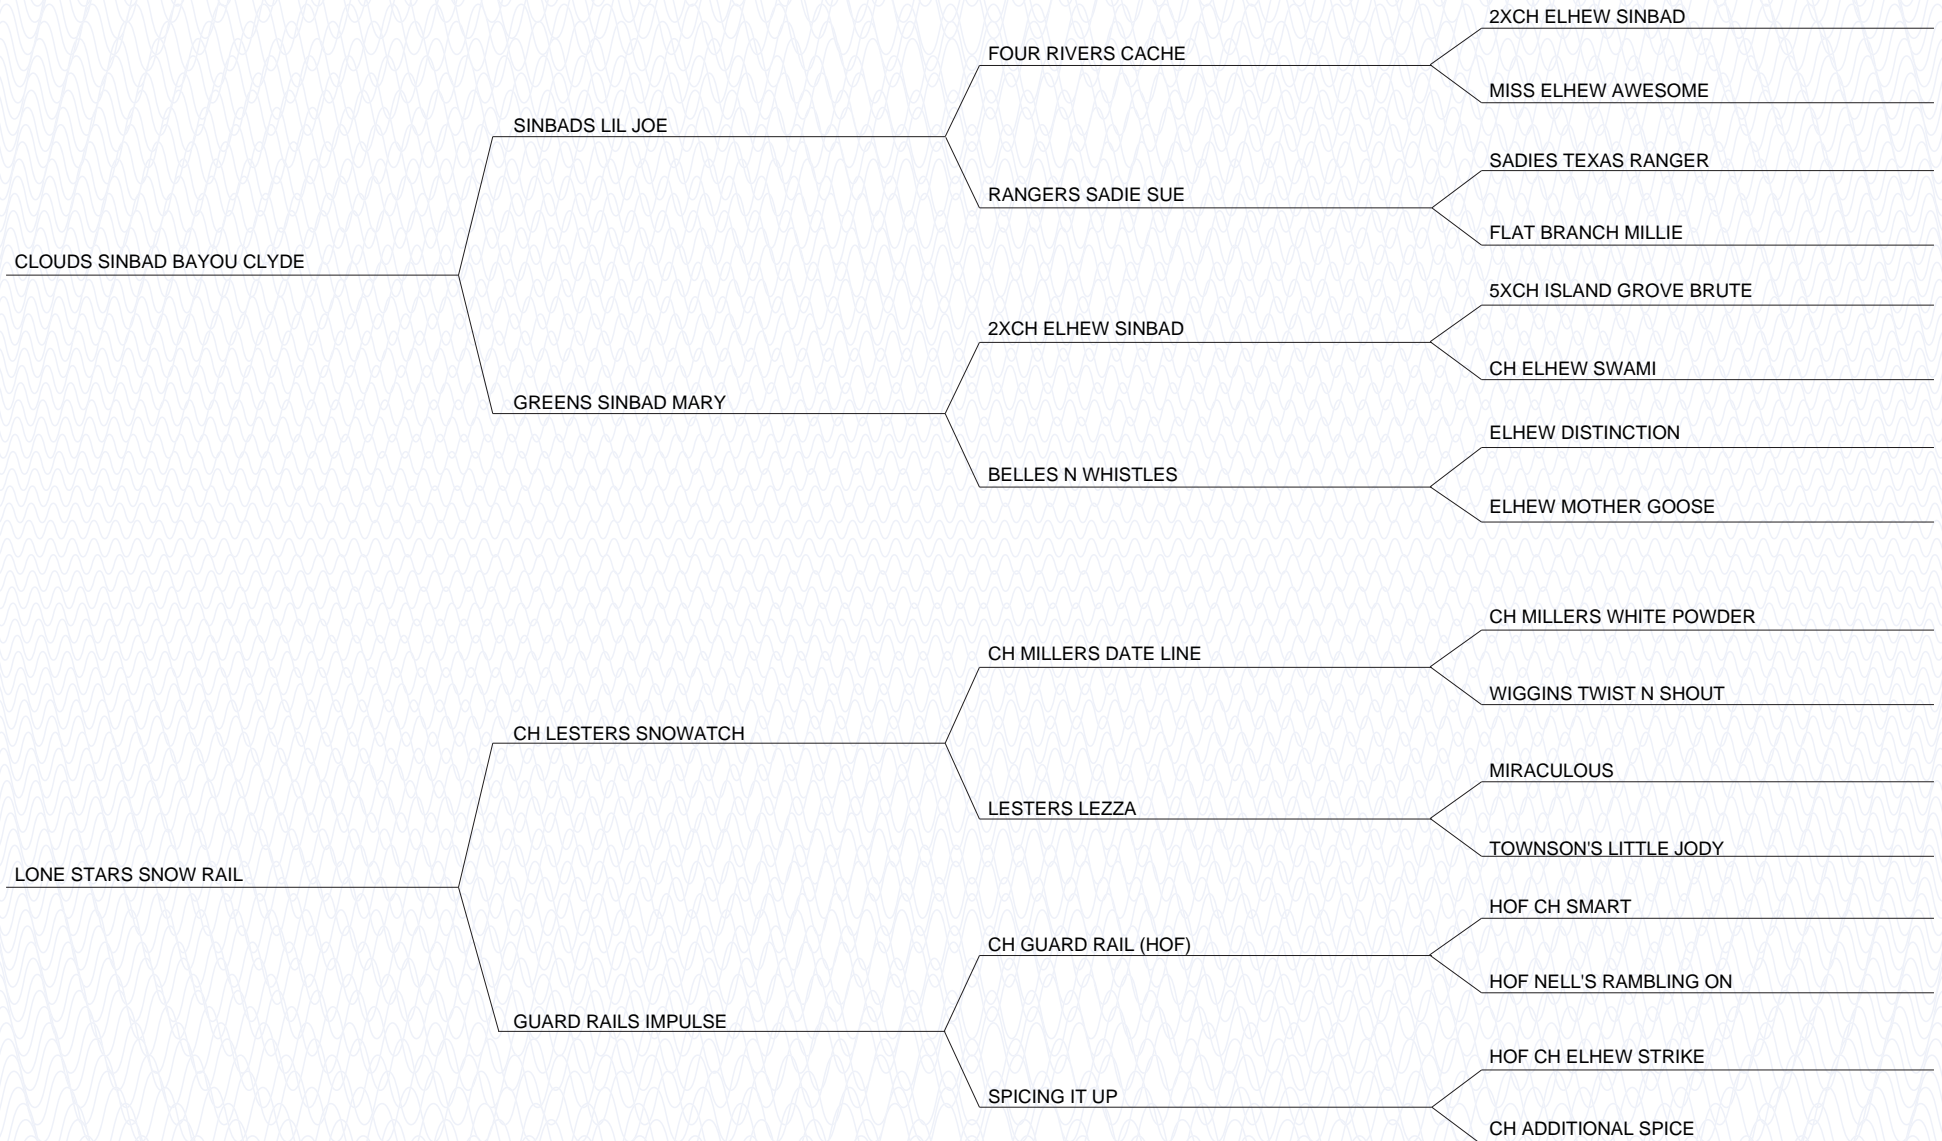 2XCH ELHEW SINBAD
FOUR RIVERS CACHE
MISS ELHEW AWESOME
SINBADS LIL JOE
SADIES TEXAS RANGER
RANGERS SADIE SUE
FLAT BRANCH MILLIE
CLOUDS SINBAD BAYOU CLYDE
5XCH ISLAND GROVE BRUTE
2XCH ELHEW SINBAD
CH ELHEW SWAMI
GREENS SINBAD MARY
ELHEW DISTINCTION
BELLES N WHISTLES
ELHEW MOTHER GOOSE
CH MILLERS WHITE POWDER
CH MILLERS DATE LINE
WIGGINS TWIST N SHOUT
CH LESTERS SNOWATCH
MIRACULOUS
LESTERS LEZZA
TOWNSON'S LITTLE JODY
LONE STARS SNOW RAIL
HOF CH SMART
CH GUARD RAIL (HOF)
HOF NELL'S RAMBLING ON
GUARD RAILS IMPULSE
HOF CH ELHEW STRIKE
SPICING IT UP
CH ADDITIONAL SPICE